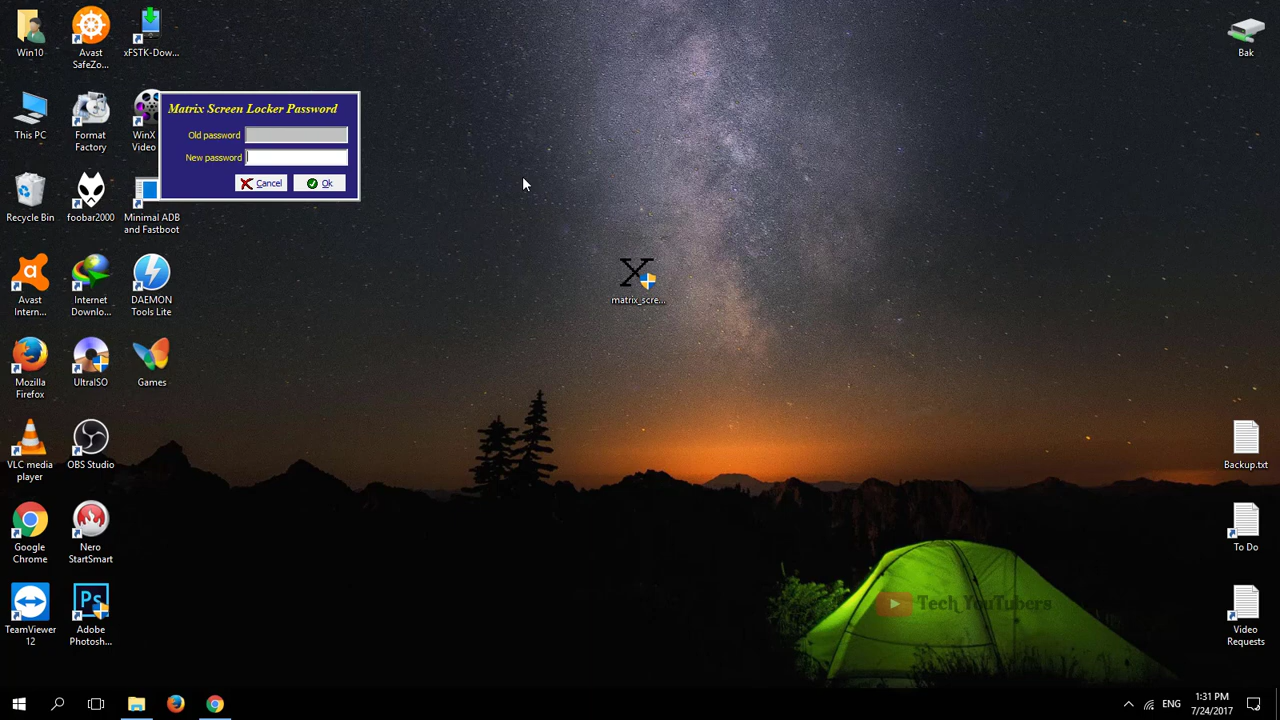 Win10
Avast
SafeZo...
xFSTK-Dow...
Bak
Matrix Screen Locker Password
Old password
New password
Cancel
Ok
This PC
Format
Factory
WinX
Video
Recycle Bin
foobar2000
Minimal ADB
and Fastboot
matrix_scre...
Avast
Intern...
Internet
Downlo...
DAEMON
Tools Lite
Mozilla
Firefox
UltraISO
Games
VLC media
player
OBS Studio
Backup.txt
Google
Chrome
Nero
StartSmart
To Do
TeamViewer
12
Ps
Adobe
Photosh...
Video
Requests
ENG
1:31 PM
7/24/2017